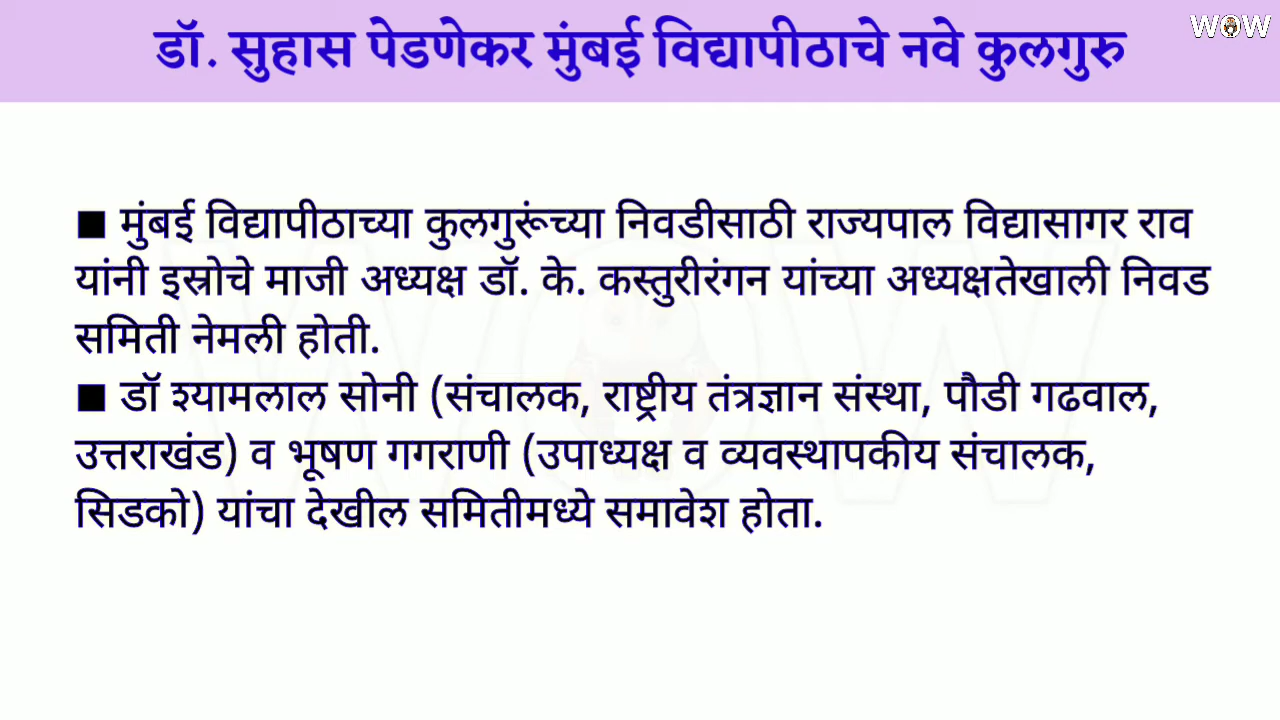 डॉ. सुहास पेडणेकर मुंबई विद्यापीठाचे नवे कुलगुरु
WOW
■ मुंबई विद्यापीठाच्या कुलगुरूंच्या निवडीसाठी राज्यपाल विद्यासागर राव
यांनी इस्रोचे माजी अध्यक्ष डॉ. के. कस्तुरीरंगन यांच्या अध्यक्षतेखाली निवड
समिती नेमली होती.
■ डॉ श्यामलाल सोनी (संचालक, राष्ट्रीय तंत्रज्ञान संस्था, पौडी गढवाल,
उत्तराखंड) व भूषण गगराणी (उपाध्यक्ष व व्यवस्थापकीय संचालक,
सिडको) यांचा देखील समितीमध्ये समावेश होता.